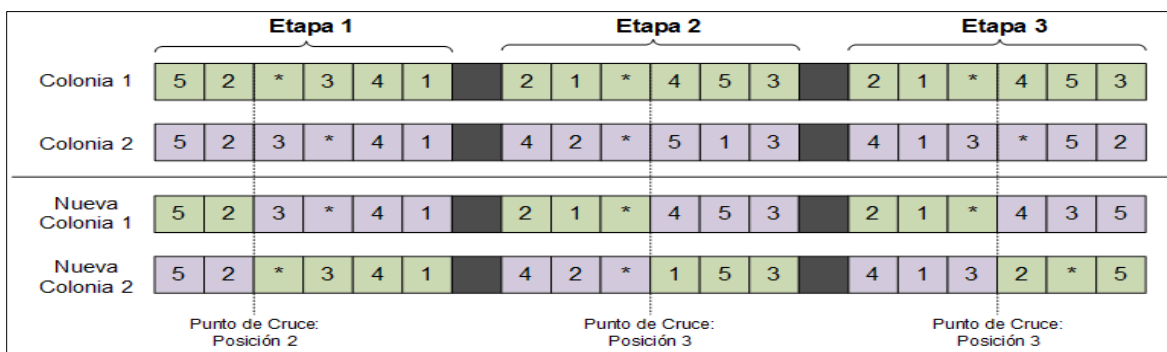 Etapa 1 Etapa 2 Etapa 3
Colonia 1 5 2 * 3 4 1 2 1 * 4 5 3 2 1 * 4 5 3
Colonia 2 5 2 3 * 4 1 4 2 * 5 1 3 4 1 3 * 5 2
Nueva
Colonia 1 5 2 3 * 4 1 2 1 * 4 5 3 2 1 * 4 3 5
Nueva
Colonia 2 5 2 * 3 4 1 4 2 * 1 5 3 4 1 3 2 * 5
Punto de Cruce: Punto de Cruce: Punto de Cruce:
Posición 2 Posición 3 Posición 3